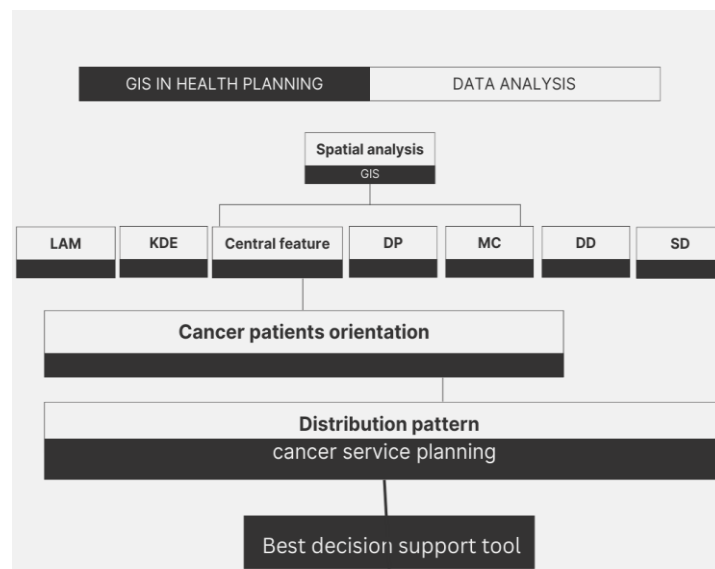 GIS IN HEALTH PLANNING DATA ANALYSIS
Spatial analysis
GIS
LAM KDE Central feature DP MC DD SD
Cancer patients orientation
Distribution pattern
cancer service planning
Best decision support tool